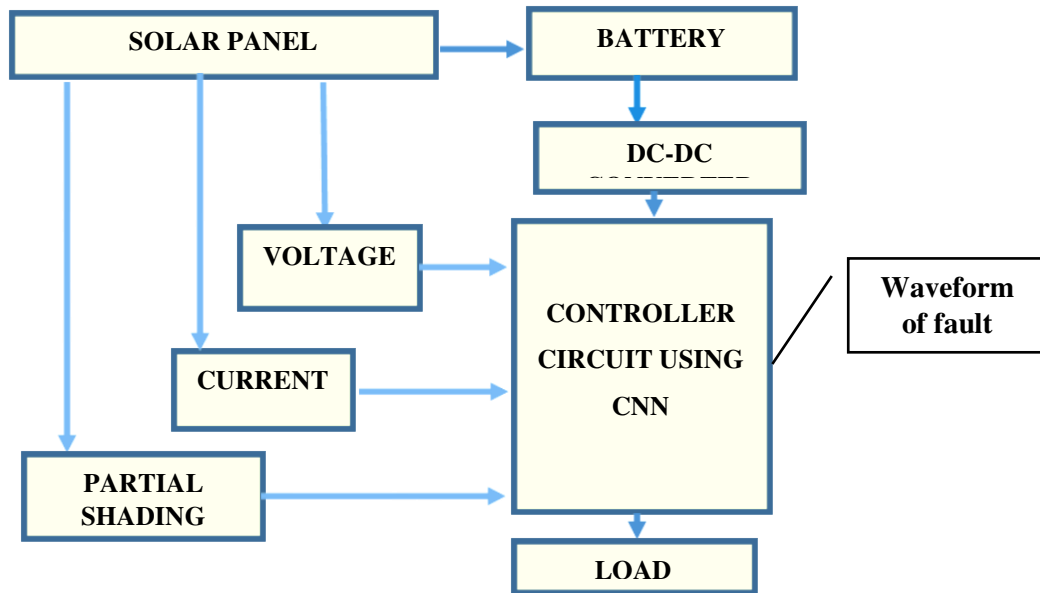 SOLAR PANEL
BATTERY
DC-DC
VOLTAGE
CONTROLLER
CIRCUIT USING
CNN
Waveform
of fault
CURRENT
PARTIAL
SHADING
LOAD